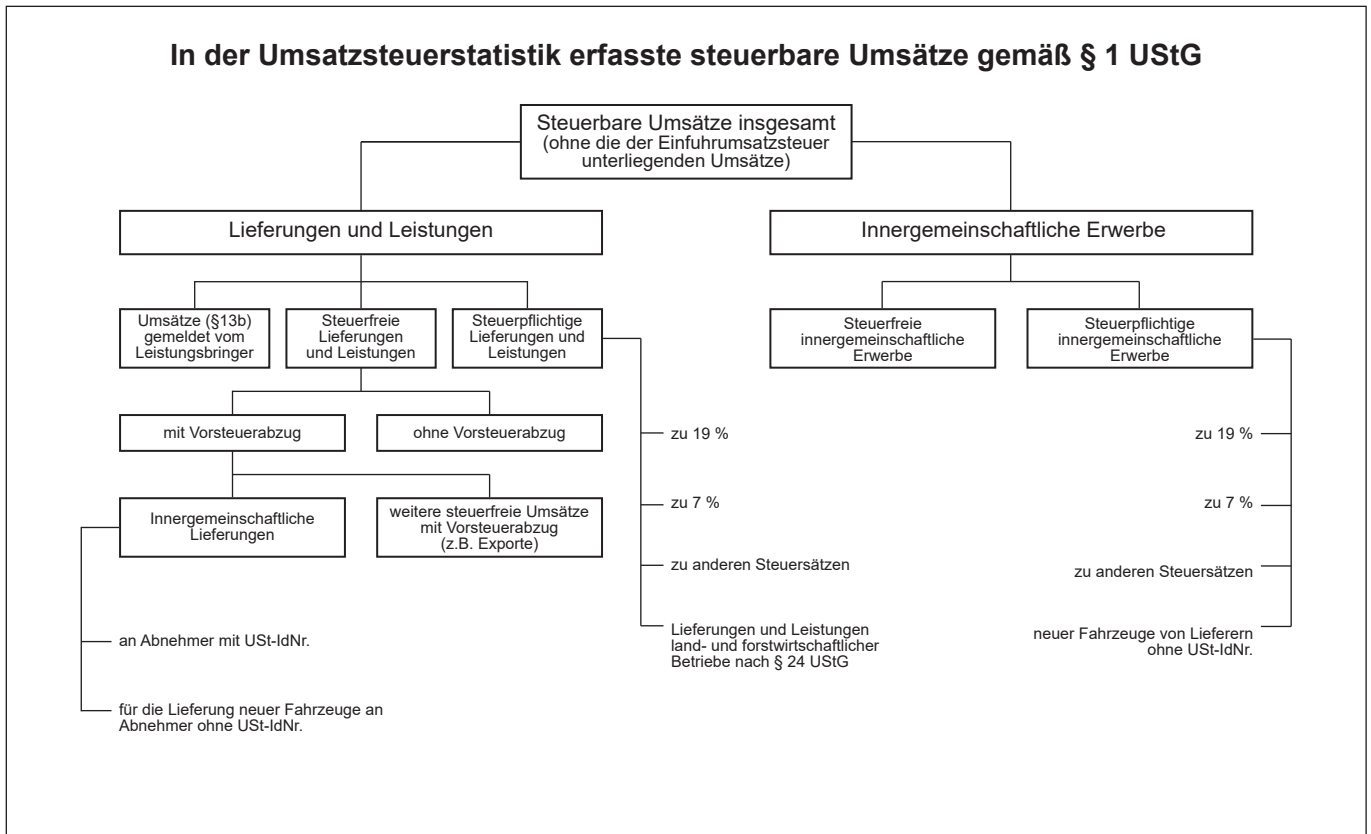 In der Umsatzsteuerstatistik erfasste steuerbare Umsätze gemäß § 1 UStG
Steuerbare Umsätze insgesamt
(ohne die der Einfuhrumsatzsteuer
unterliegenden Umsätze)
Lieferungen und Leistungen
Innergemeinschaftliche Erwerbe
Umsätze (§13b)
gemeldet vom
Leistungsbringer
Steuerfreie
Lieferungen
und Leistungen
Steuerpflichtige
Lieferungen und
Leistungen
Steuerfreie
innergemeinschaftliche
Erwerbe
Steuerpflichtige
innergemeinschaftliche
Erwerbe
mit Vorsteuerabzug
ohne Vorsteuerabzug
zu 19 %
zu 19 %
Innergemeinschaftliche
Lieferungen
weitere steuerfreie Umsätze
mit Vorsteuerabzug
(z.B. Exporte)
zu 7 %
zu 7 %
zu anderen Steuersätzen
zu anderen Steuersätzen
an Abnehmer mit USt-IdNr.
Lieferungen und Leistungen
land- und forstwirtschaftlicher
Betriebe nach § 24 UStG
neuer Fahrzeuge von Lieferern
ohne USt-IdNr.
für die Lieferung neuer Fahrzeuge an
Abnehmer ohne USt-IdNr.